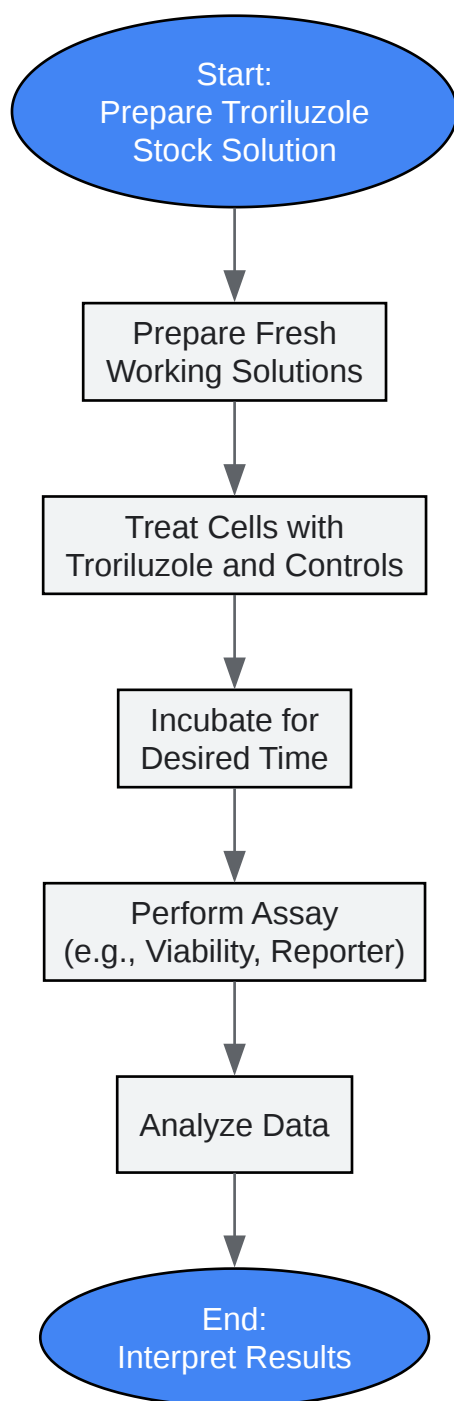 Start:
Prepare Troriluzole
Stock Solution
Prepare Fresh
Working Solutions
Treat Cells with
Troriluzole and Controls
Incubate for
Desired Time
Perform Assay
(e.g., Viability, Reporter)
Analyze Data
End:
Interpret Results